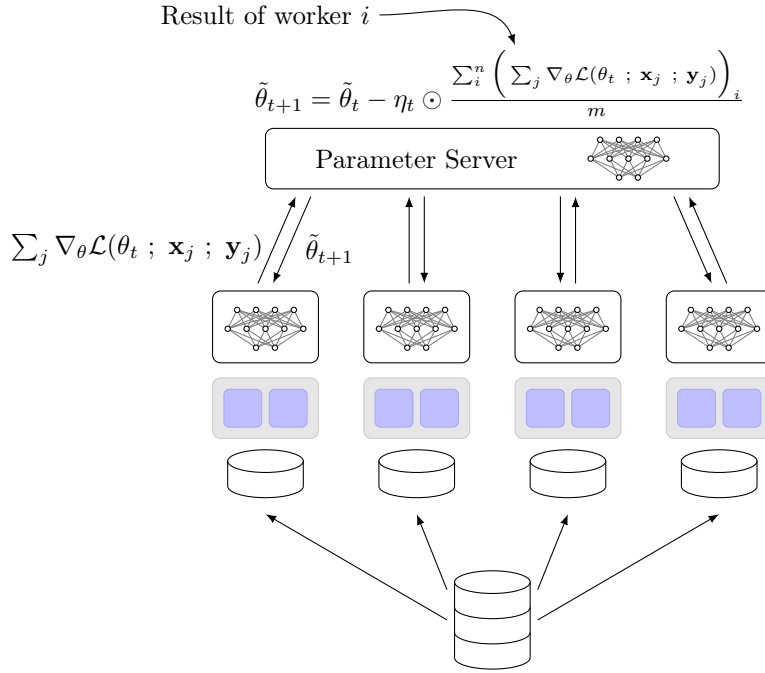 Result of worker i
θ̃_{t+1} = θ̃_t − η_t ⊙ \frac{∑_i^n (∑_j ∇_θ ℒ(θ_t ; 𝐱_j ; 𝐲_j))_i}{m}
Parameter Server
∑_j ∇_θ ℒ(θ_t ; 𝐱_j ; 𝐲_j)
θ̃_{t+1}